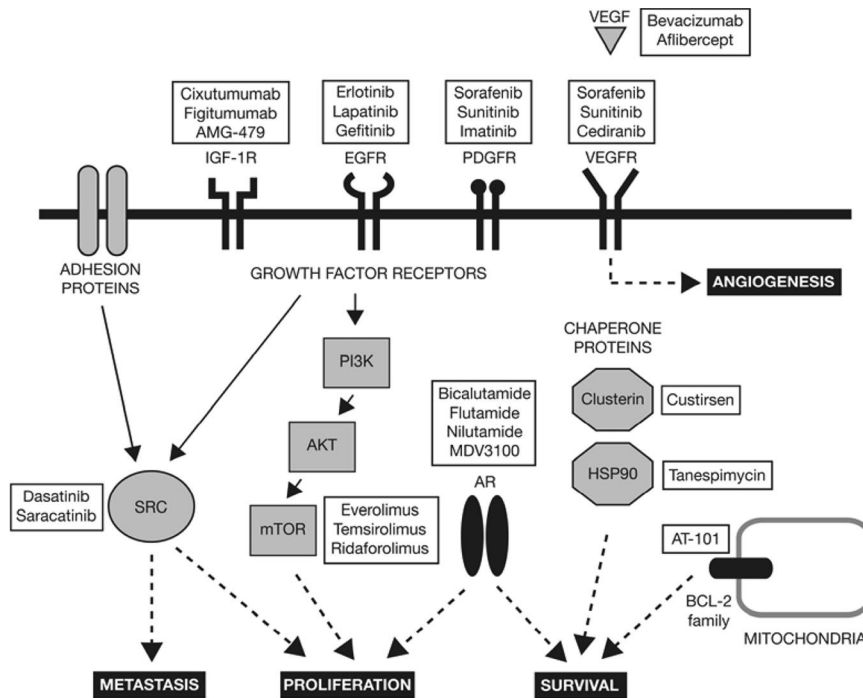 VEGF
Bevacizumab
Aflibercept
Cixutumumab
Figitumumab
AMG-479
IGF-1R
Erlotinib
Lapatinib
Gefitinib
EGFR
Sorafenib
Sunitinib
Imatinib
PDGFR
Sorafenib
Sunitinib
Cediranib
VEGFR
ADHESION
PROTEINS
GROWTH FACTOR RECEPTORS
ANGIOGENESIS
PI3K
AKT
mTOR
Everolimus
Temsirolimus
Ridaforolimus
Dasatinib
Saracatinib
SRC
Bicalutamide
Flutamide
Nilutamide
MDV3100
AR
CHAPERONE
PROTEINS
Clusterin
Custirsen
HSP90
Tanespimycin
AT-101
BCL-2
family
MITOCHONDRIA
METASTASIS
PROLIFERATION
SURVIVAL